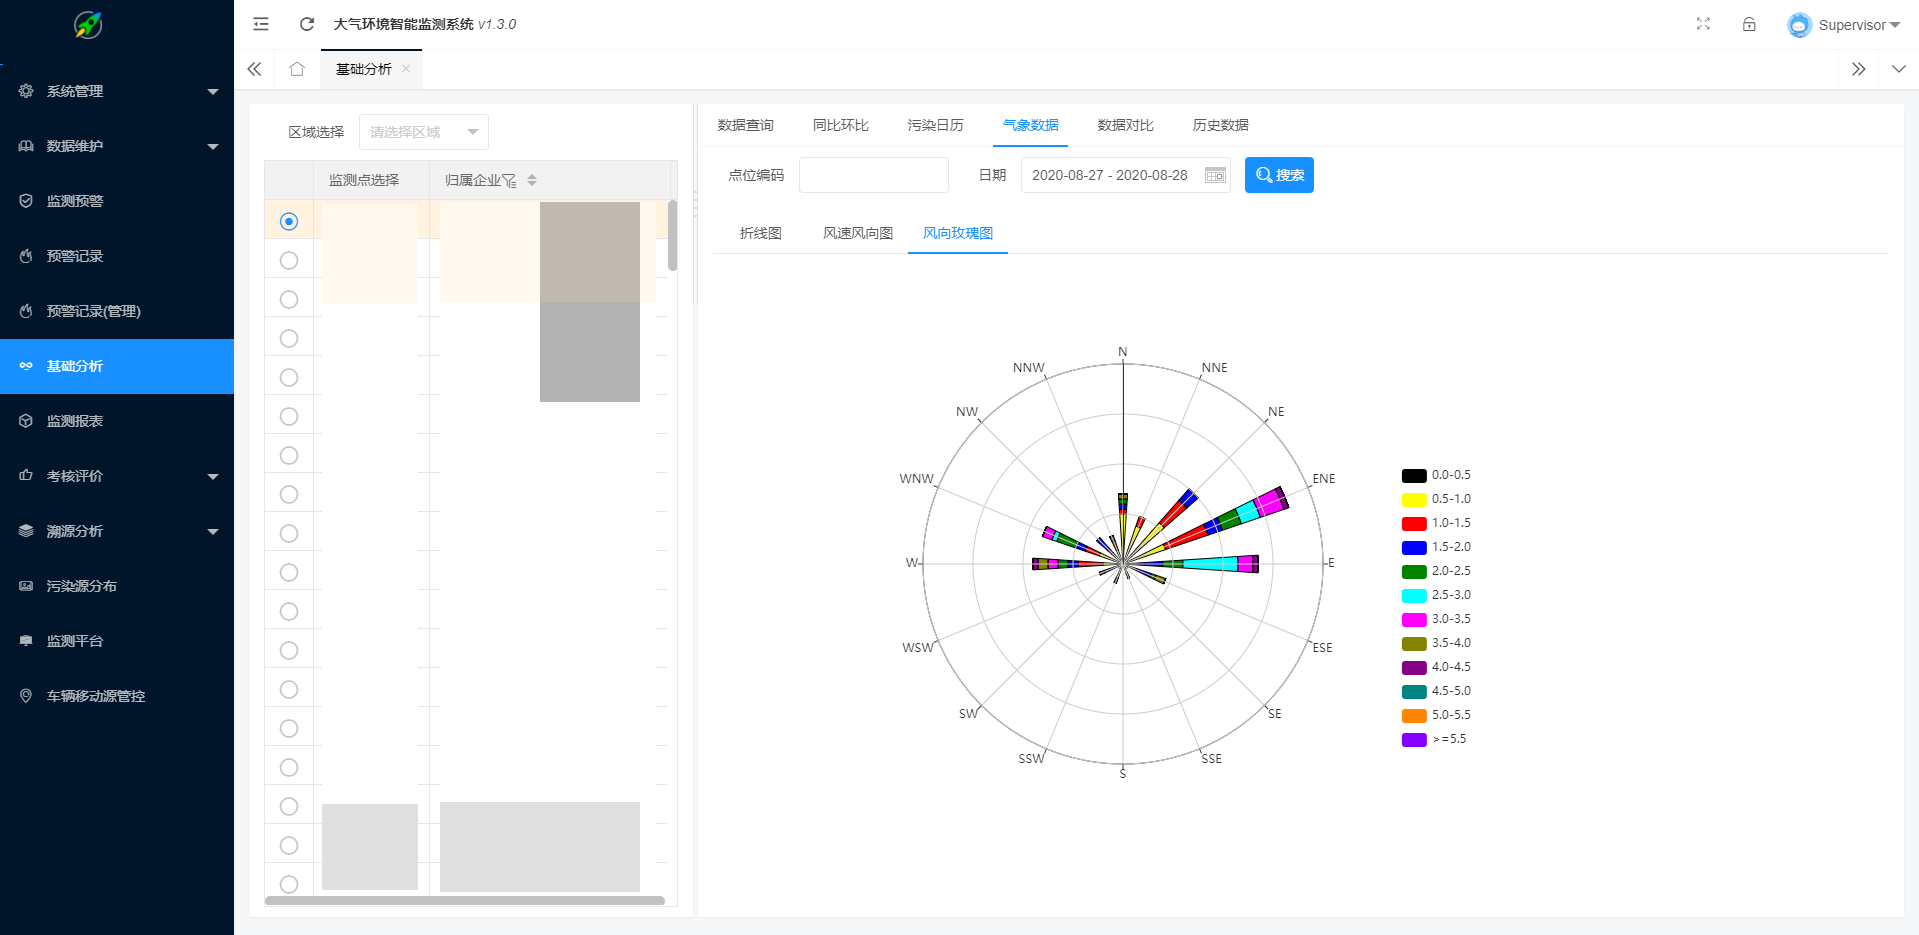 大气环境智能监测系统 v1.3.0
Supervisor
基础分析
系统管理
数据维护
监测预警
预警记录
预警记录(管理)
基础分析
监测报表
考核评价
溯源分析
污染源分布
监测平台
车辆移动源管控
区域选择 请选择区域
监测点选择 归属企业
数据查询 同比环比 污染日历 气象数据 数据对比 历史数据
点位编码 日期 2020-08-27 - 2020-08-28 搜索
折线图 风速风向图 风向玫瑰图
N
NNW NNE
NW NE
WNW ENE
W E
WSW ESE
SW SE
SSW SSE
S
0.0-0.5
0.5-1.0
1.0-1.5
1.5-2.0
2.0-2.5
2.5-3.0
3.0-3.5
3.5-4.0
4.0-4.5
4.5-5.0
5.0-5.5
>=5.5